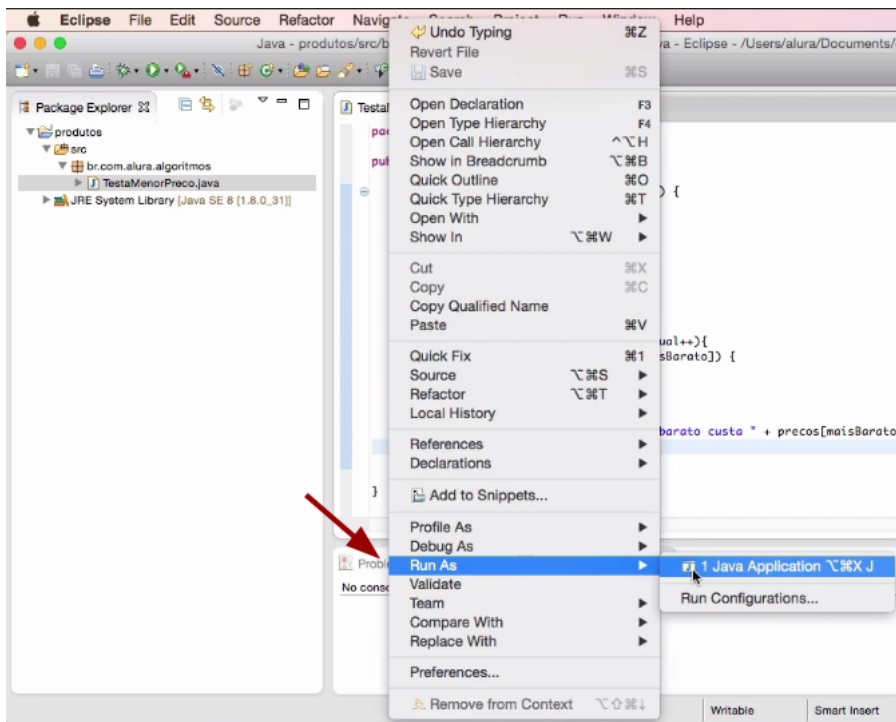 Eclipse File Edit Source Refactor Navigate Window Help
Java - produtos/src/b
a - Eclipse - /Users/alura/Documents/
Package Explorer
produtos
src
br.com.alura.algoritmos
TestaMenorPreco.java
JRE System Library [Java SE 8 [1.8.0_31]]
Undo Typing ⌘Z
Revert File
Save ⌘S
Open Declaration F3
Open Type Hierarchy F4
Open Call Hierarchy ^⌥H
Show in Breadcrumb ⌥⌘B
Quick Outline ⌘O
Quick Type Hierarchy ⌘T
Open With
Show In ⌥⌘W
Cut ⌘X
Copy ⌘C
Copy Qualified Name
Paste ⌘V
Quick Fix ⌘1
Source ⌥⌘S
Refactor ⌥⌘T
Local History
References
Declarations
Add to Snippets...
Profile As
Debug As
Run As
Validate
Team
Compare With
Replace With
Preferences...
Remove from Context ⌥⇧⌘↓
1 Java Application ⌥⌘X J
Run Configurations...
Testa
pac
pub
) {
ual++){
sBarato]) {
barato custa " + precos[maisBarato
}
Proble
No conso
Writable Smart Insert